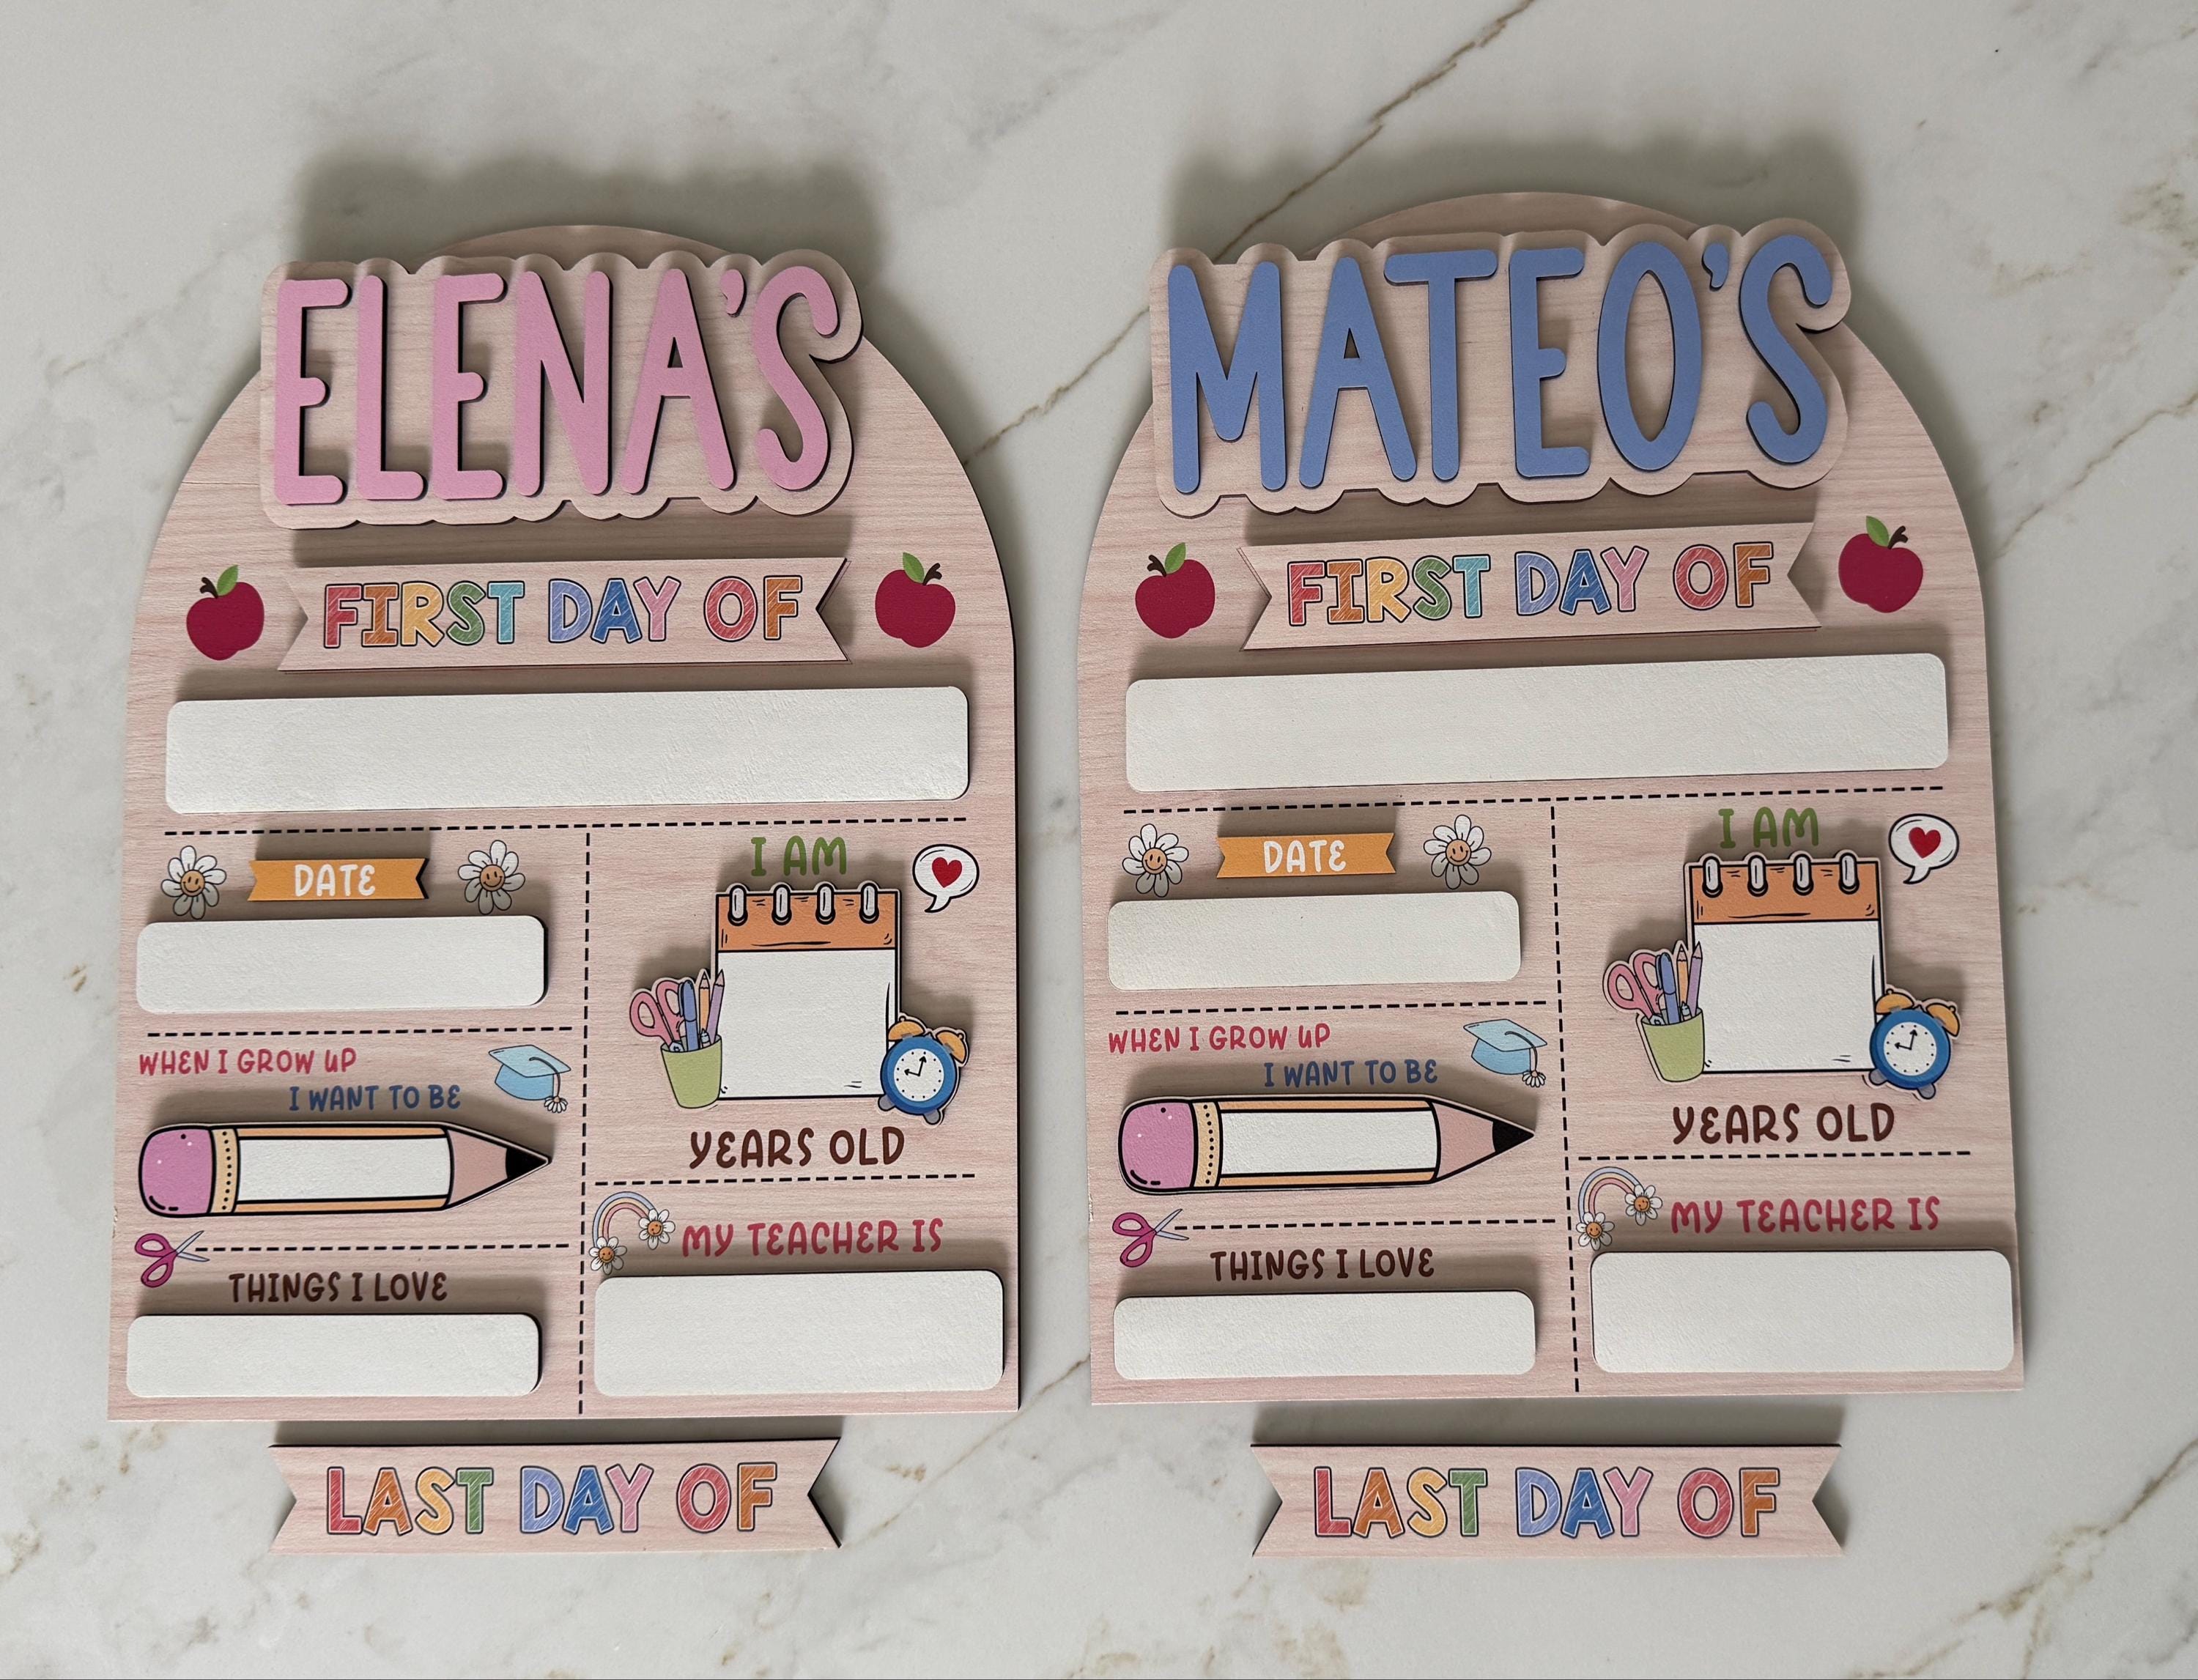 ELENA'S
FIRST DAY OF
DATE
I AM
WHEN I GROW UP
I WANT TO BE
YEARS OLD
MY TEACHER IS
THINGS I LOVE
LAST DAY OF
MATEO'S
FIRST DAY OF
DATE
I AM
WHEN I GROW UP
I WANT TO BE
YEARS OLD
MY TEACHER IS
THINGS I LOVE
LAST DAY OF